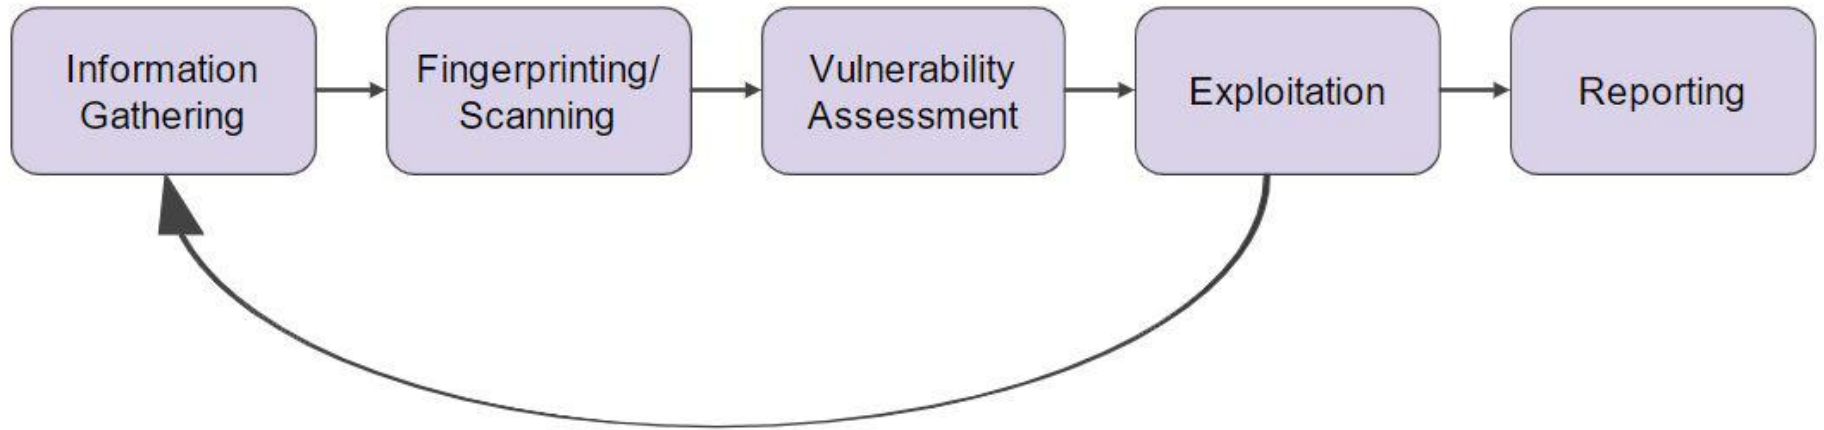 Information
Gathering
Fingerprinting/
Scanning
Vulnerability
Assessment
Exploitation
Reporting